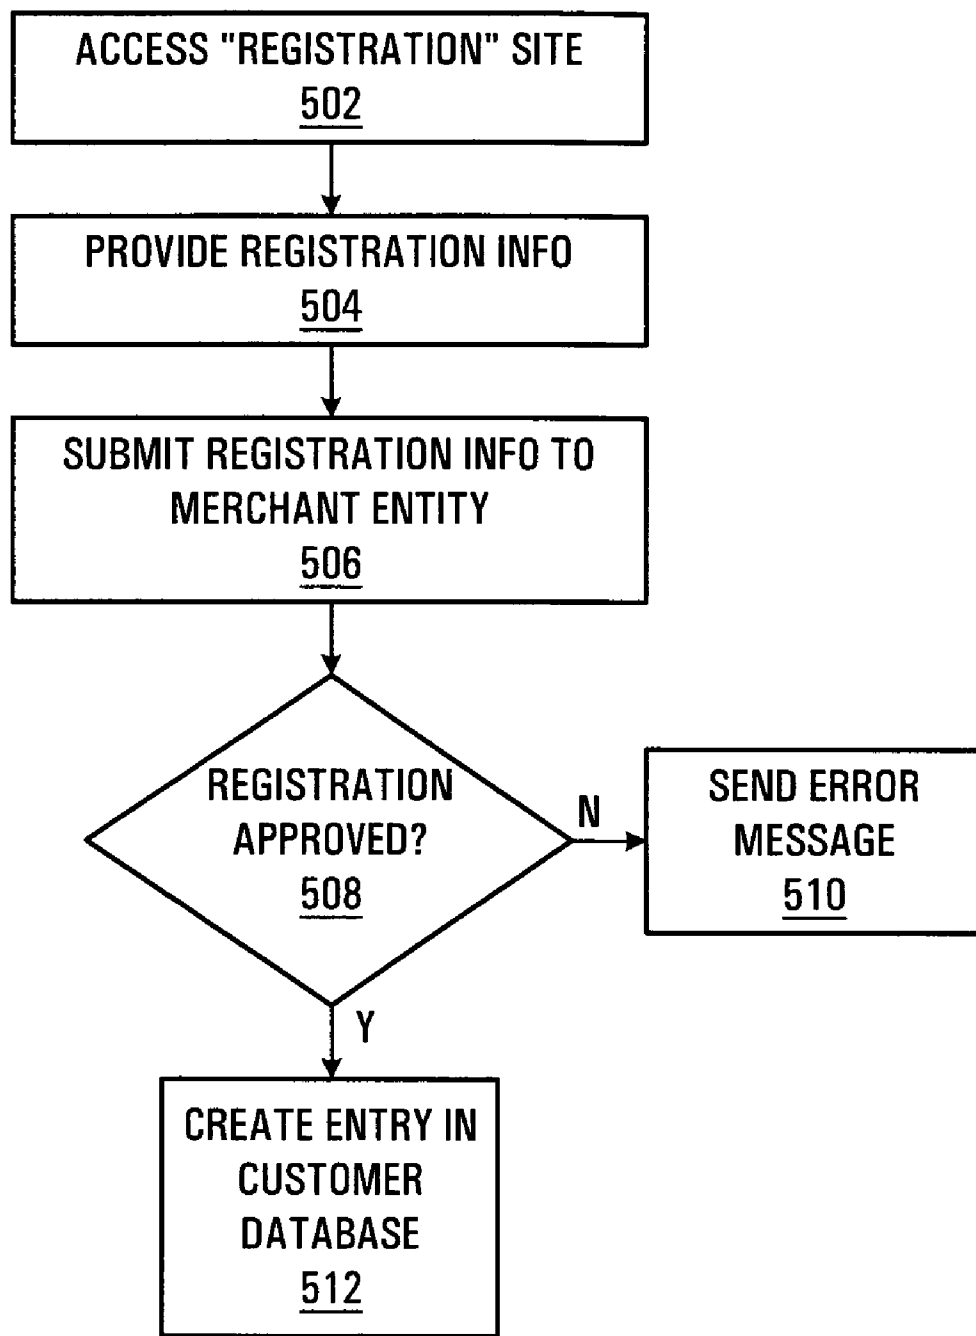 ACCESS "REGISTRATION" SITE
502
PROVIDE REGISTRATION INFO
504
SUBMIT REGISTRATION INFO TO
MERCHANT ENTITY
506
REGISTRATION
APPROVED?
508
N
SEND ERROR
MESSAGE
510
Y
CREATE ENTRY IN
CUSTOMER
DATABASE
512